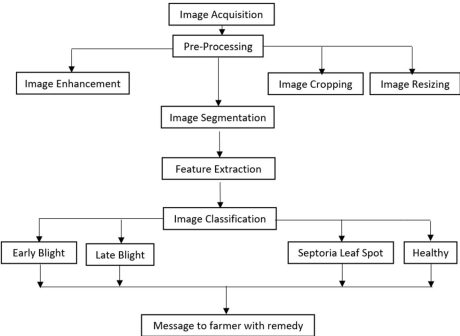 Image Acquisition
Pre-Processing
Image Enhancement
Image Cropping
Image Resizing
Image Segmentation
Feature Extraction
Image Classification
Early Blight
Late Blight
Septoria Leaf Spot
Healthy
Message to farmer with remedy